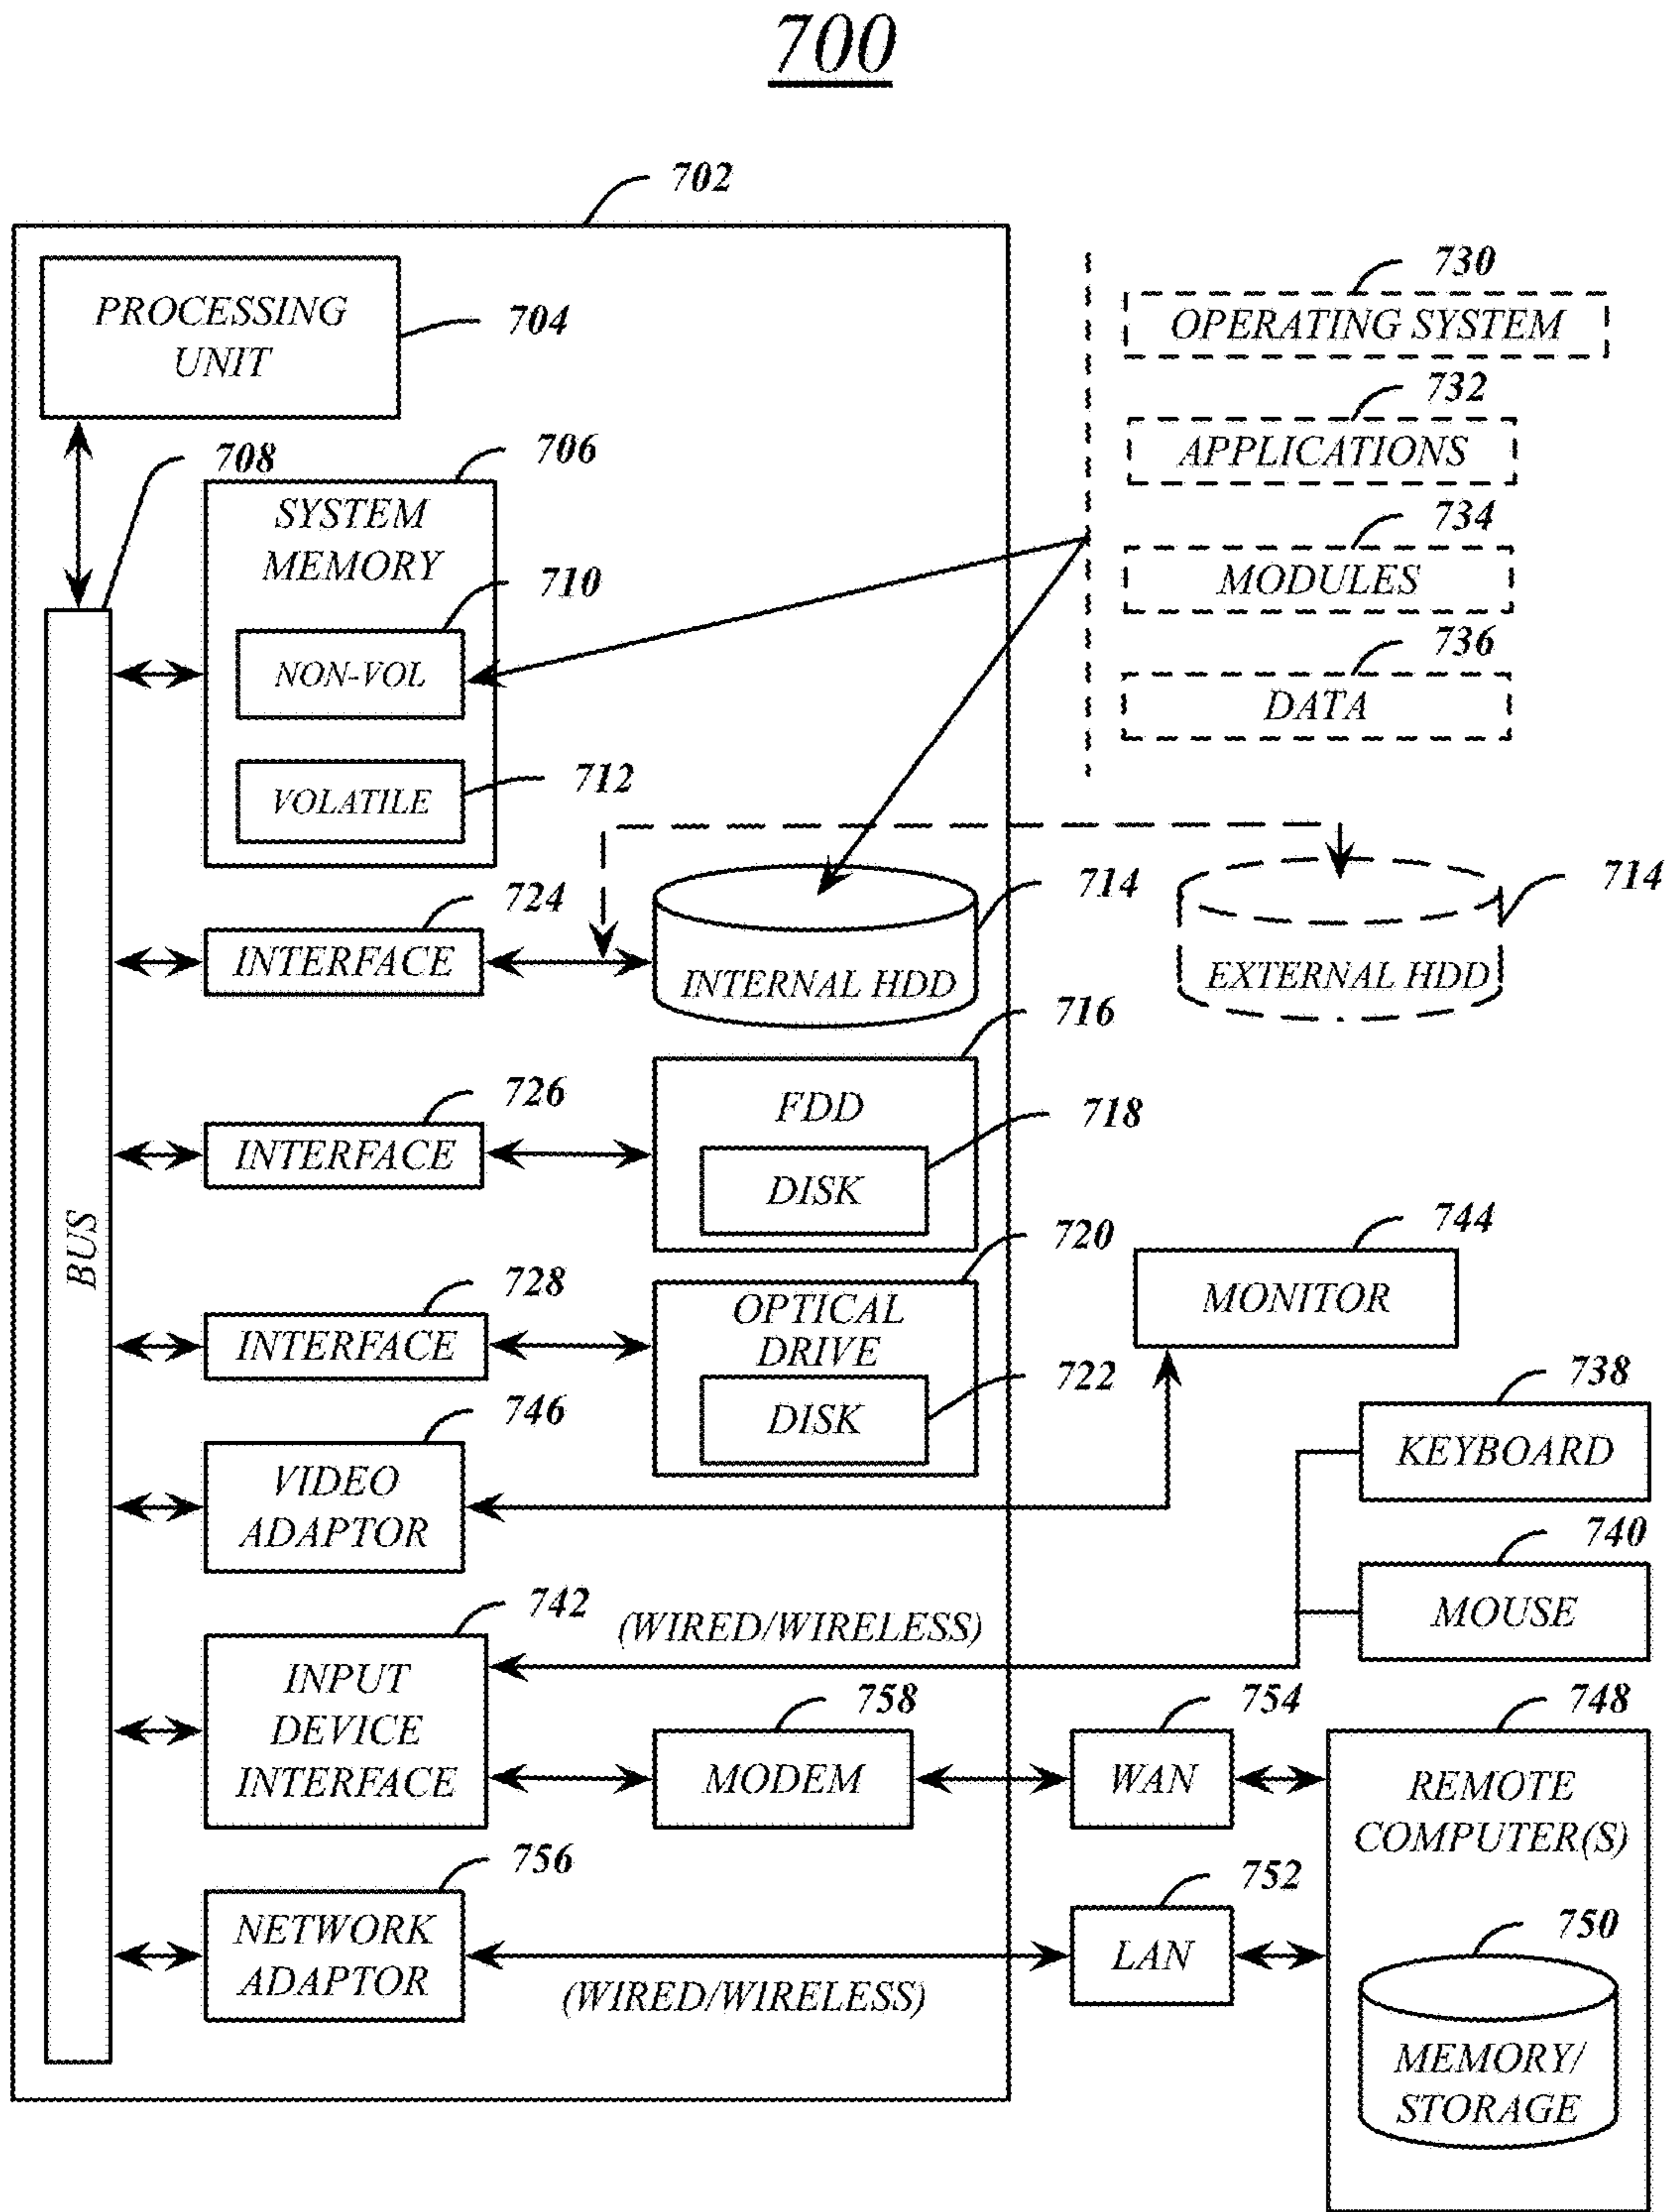 700
702
PROCESSING
UNIT
704
730
OPERATING SYSTEM
732
APPLICATIONS
708
706
SYSTEM
MEMORY
734
MODULES
710
NON-VOL
736
DATA
712
VOLATILE
724
INTERFACE
714
INTERNAL HDD
714
EXTERNAL HDD
716
FDD
726
INTERFACE
718
DISK
BUS
720
OPTICAL
DRIVE
744
MONITOR
728
INTERFACE
722
DISK
738
KEYBOARD
746
VIDEO
ADAPTOR
740
MOUSE
742
INPUT
DEVICE
INTERFACE
(WIRED/WIRELESS)
758
MODEM
754
WAN
748
REMOTE
COMPUTER(S)
756
NETWORK
ADAPTOR
(WIRED/WIRELESS)
752
LAN
750
MEMORY/
STORAGE